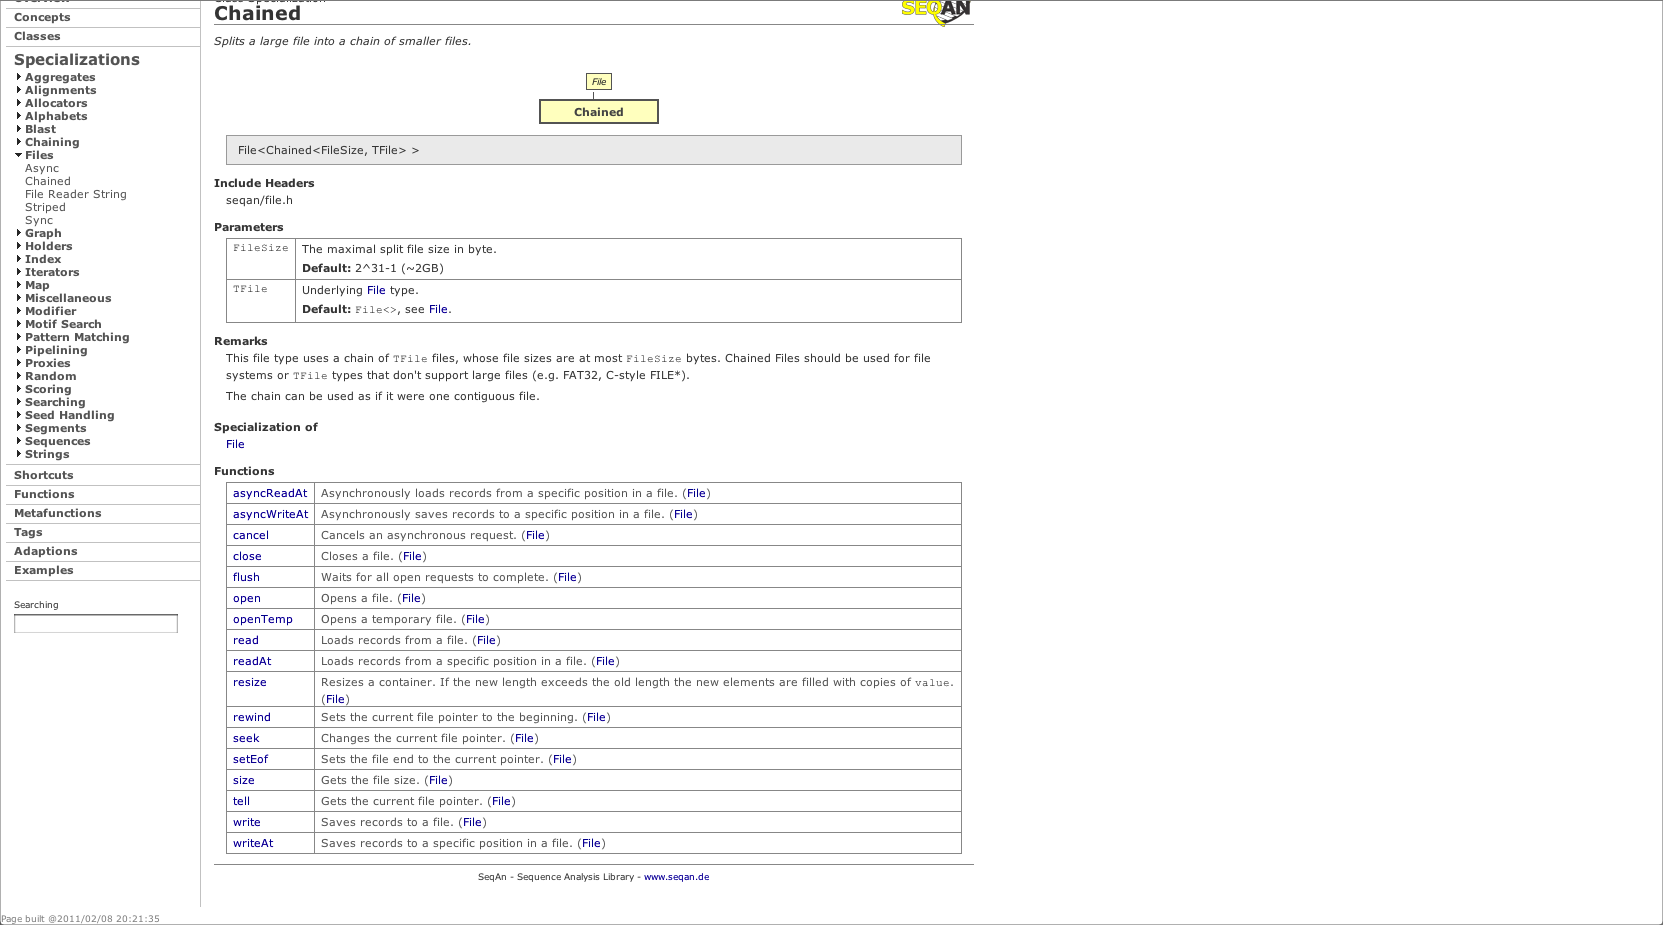 Overview
Concepts
Classes
Specializations
Aggregates
Alignments
Allocators
Alphabets
Blast
Chaining
Files
Async
Chained
File Reader String
Striped
Sync
Graph
Holders
Index
Iterators
Map
Miscellaneous
Modifier
Motif Search
Pattern Matching
Pipelining
Proxies
Random
Scoring
Searching
Seed Handling
Segments
Sequences
Strings
Shortcuts
Functions
Metafunctions
Tags
Adaptions
Examples
Searching
Chained
SEQAN
Splits a large file into a chain of smaller files.
File
Chained
File<Chained<FileSize, TFile> >
Include Headers
seqan/file.h
Parameters
FileSize The maximal split file size in byte.
Default: 2^31-1 (~2GB)
TFile Underlying File type.
Default: File<>, see File.
Remarks
This file type uses a chain of TFile files, whose file sizes are at most FileSize bytes. Chained Files should be used for file
systems or TFile types that don't support large files (e.g. FAT32, C-style FILE*).
The chain can be used as if it were one contiguous file.
Specialization of
File
Functions
asyncReadAt Asynchronously loads records from a specific position in a file. (File)
asyncWriteAt Asynchronously saves records to a specific position in a file. (File)
cancel Cancels an asynchronous request. (File)
close Closes a file. (File)
flush Waits for all open requests to complete. (File)
open Opens a file. (File)
openTemp Opens a temporary file. (File)
read Loads records from a file. (File)
readAt Loads records from a specific position in a file. (File)
resize Resizes a container. If the new length exceeds the old length the new elements are filled with copies of value.
(File)
rewind Sets the current file pointer to the beginning. (File)
seek Changes the current file pointer. (File)
setEof Sets the file end to the current pointer. (File)
size Gets the file size. (File)
tell Gets the current file pointer. (File)
write Saves records to a file. (File)
writeAt Saves records to a specific position in a file. (File)
SeqAn - Sequence Analysis Library - www.seqan.de
Page built @2011/02/08 20:21:35